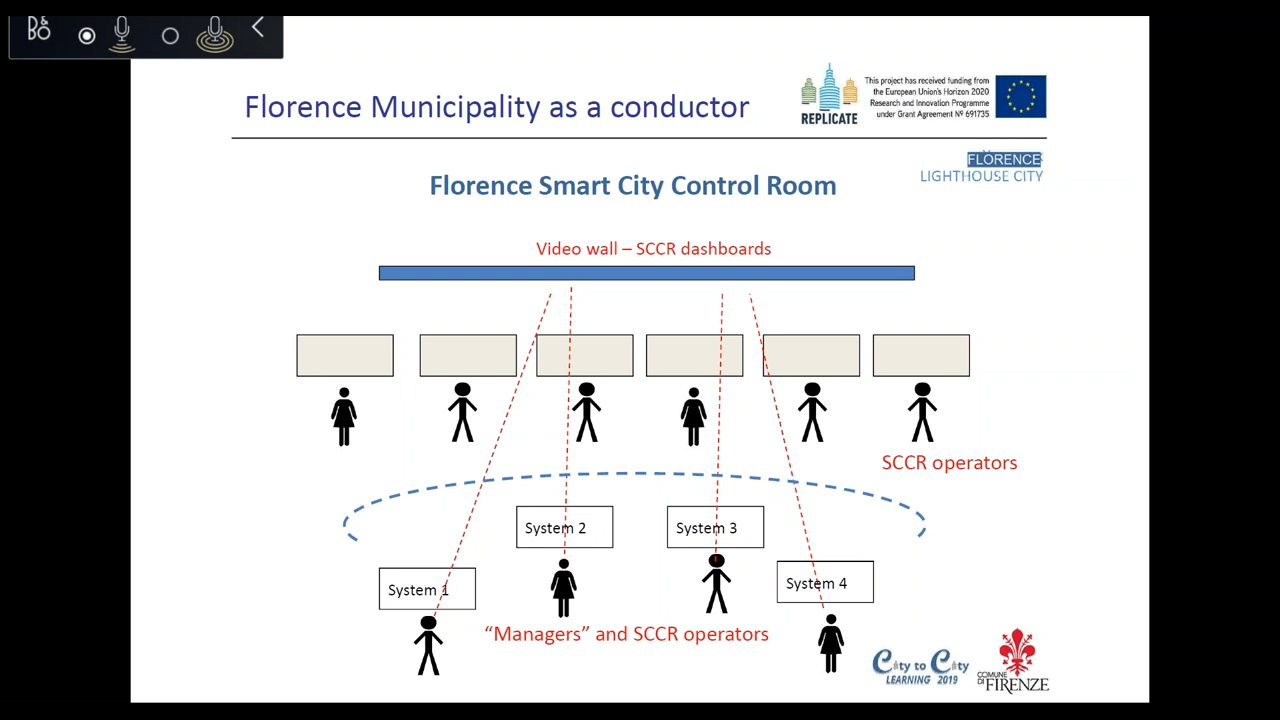 Florence Municipality as a conductor
REPLICATE
This project has received funding from
the European Union's Horizon 2020
Research and Innovation Programme
under Grant Agreement Nº 691735
FLORENCE
LIGHTHOUSE CITY
Florence Smart City Control Room
Video wall – SCCR dashboards
SCCR operators
System 2
System 3
System 1
System 4
“Managers” and SCCR operators
City to City
LEARNING 2019
COMUNE
DI FIRENZE